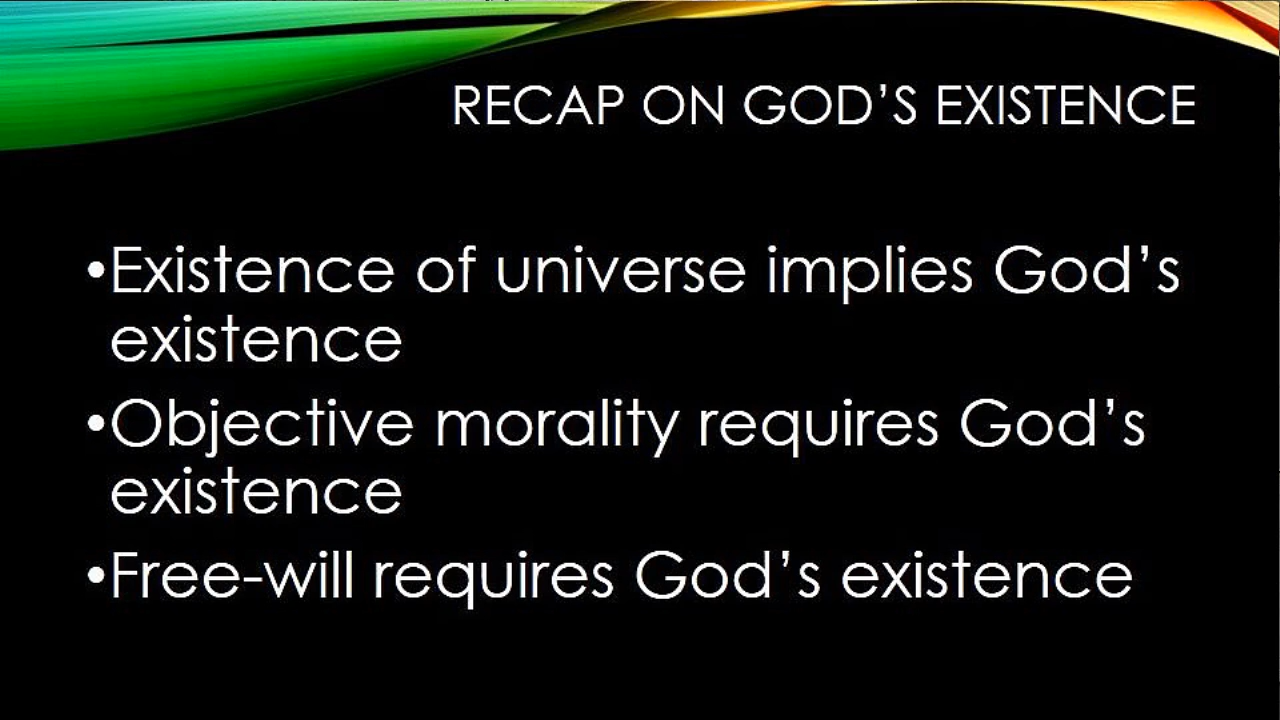 RECAP ON GOD’S EXISTENCE
•Existence of universe implies God’s
existence
•Objective morality requires God’s
existence
•Free-will requires God’s existence